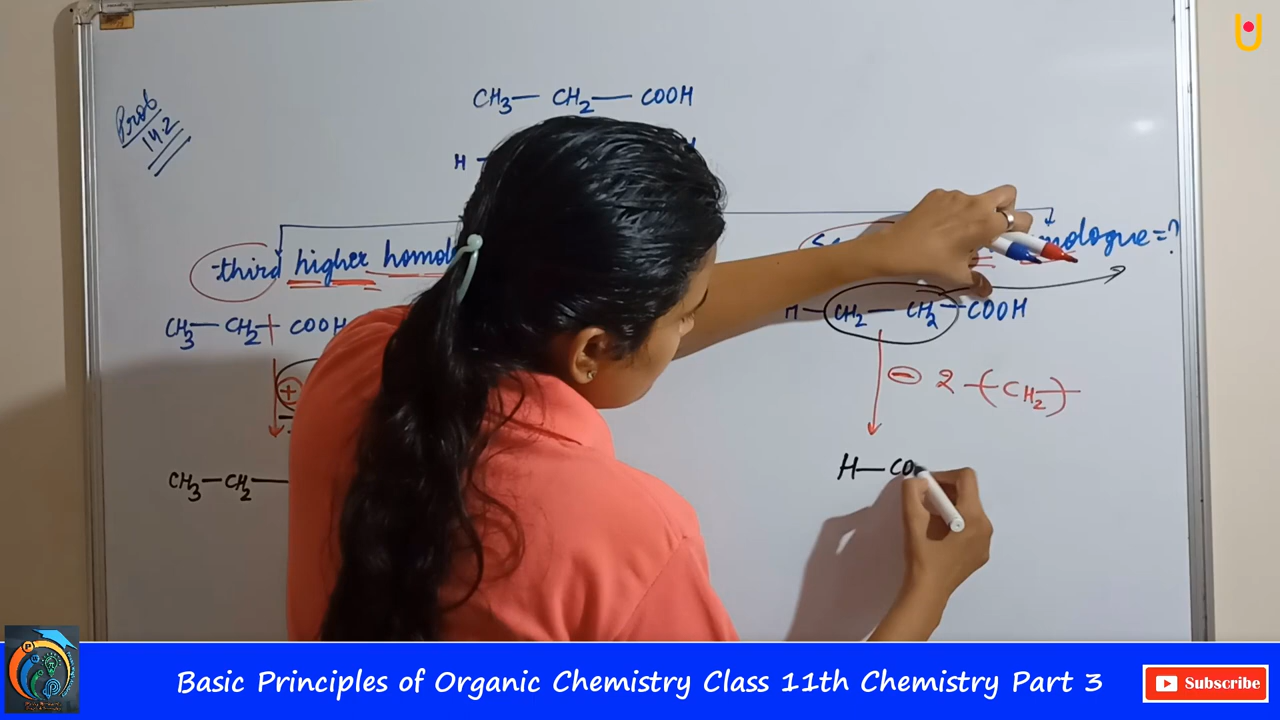 Prob
14.2
CH3— CH2— COOH
H
third higher homol
mologue=?
CH3— CH2 COOH
H— CH2— CH2—COOH
+
⊖ 2 —(CH2)—
CH3—CH2—
H—CO
Basic Principles of Organic Chemistry Class 11th Chemistry Part 3
Subscribe